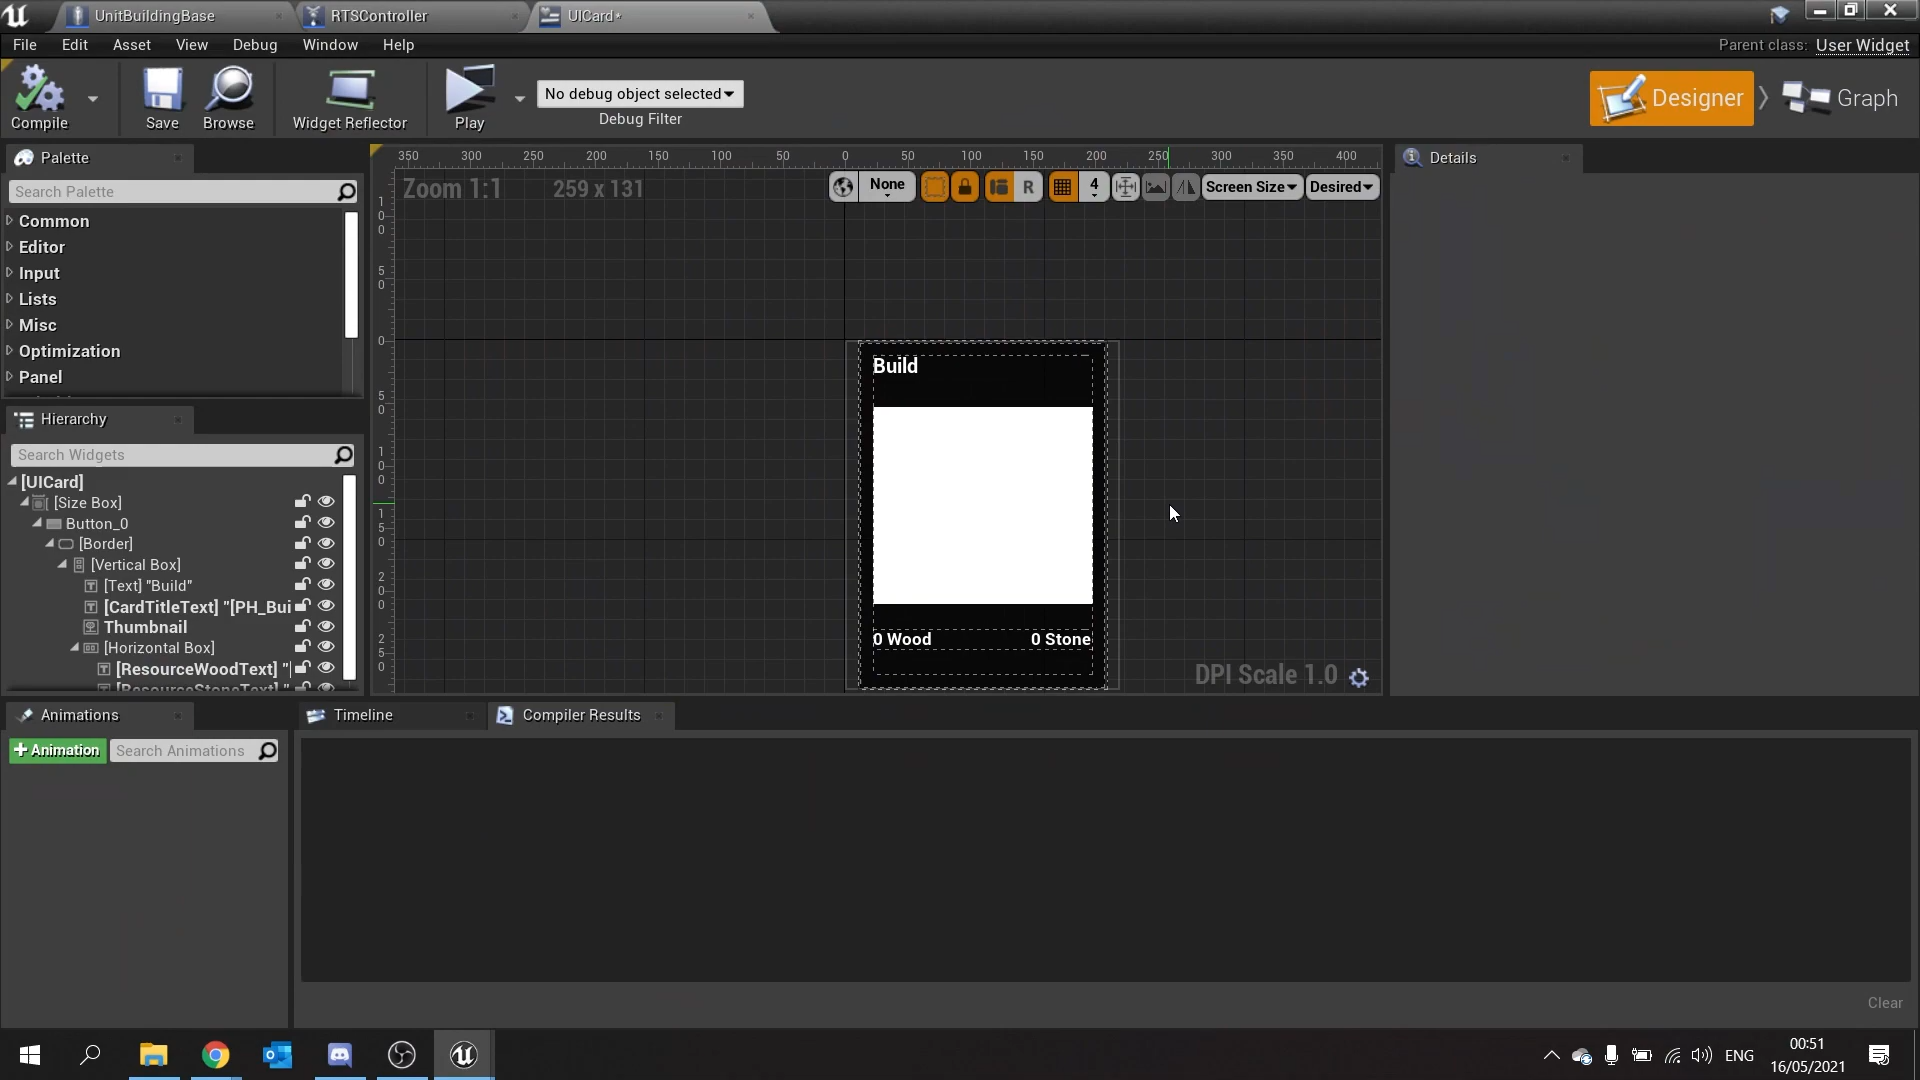 UnitBuildingBase
RTSController
UICard*
File Edit Asset View Debug Window Help
Parent class: User Widget
Compile
Save
Browse
Widget Reflector
Play
No debug object selected
Debug Filter
Designer
Graph
Palette
Search Palette
Common
Editor
Input
Lists
Misc
Optimization
Panel
350 300 250 200 150 100 50 0 50 100 150 200 250 300 350 400
Zoom 1:1
259 x 131
None
R
4
Screen Size
Desired
Details
Build
0 Wood
0 Stone
DPI Scale 1.0
Hierarchy
Search Widgets
[UICard]
[Size Box]
Button_0
[Border]
[Vertical Box]
[Text] "Build"
[CardTitleText] "[PH_Bui
Thumbnail
[Horizontal Box]
[ResourceWoodText] "
[ResourceStoneText] "
Animations
+Animation
Search Animations
Timeline
Compiler Results
Clear
ENG
00:51
16/05/2021